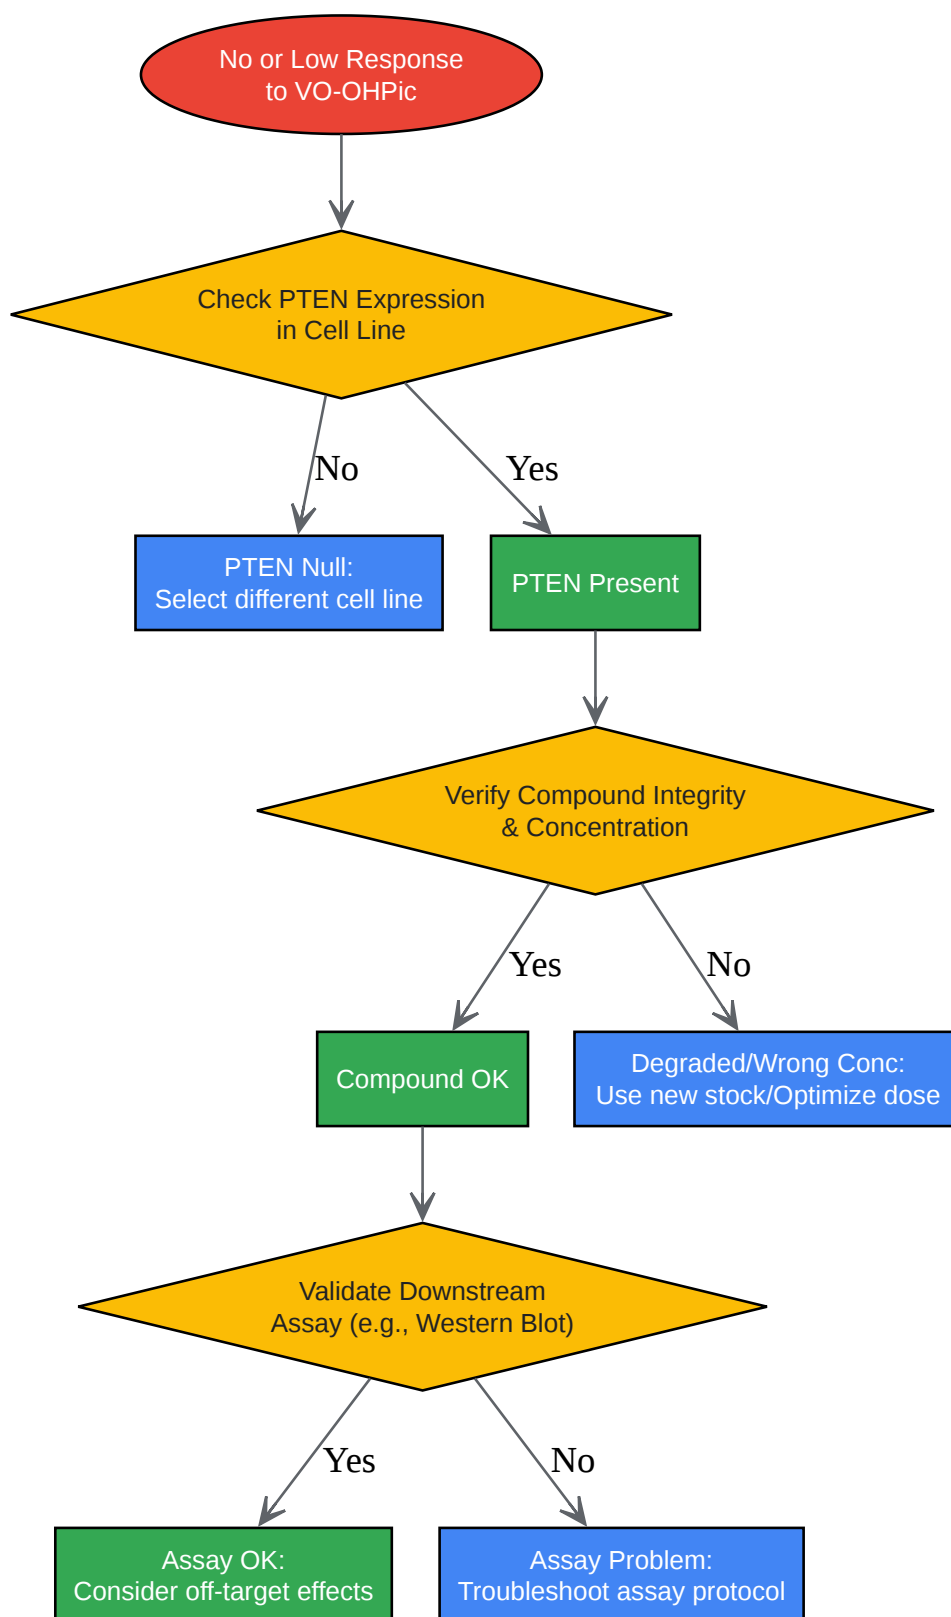 No or Low Response
to VO-OHPic
Check PTEN Expression
in Cell Line
No
Yes
PTEN Null:
Select different cell line
PTEN Present
Verify Compound Integrity
& Concentration
Yes
No
Compound OK
Degraded/Wrong Conc:
Use new stock/Optimize dose
Validate Downstream
Assay (e.g., Western Blot)
Yes
No
Assay OK:
Consider off-target effects
Assay Problem:
Troubleshoot assay protocol